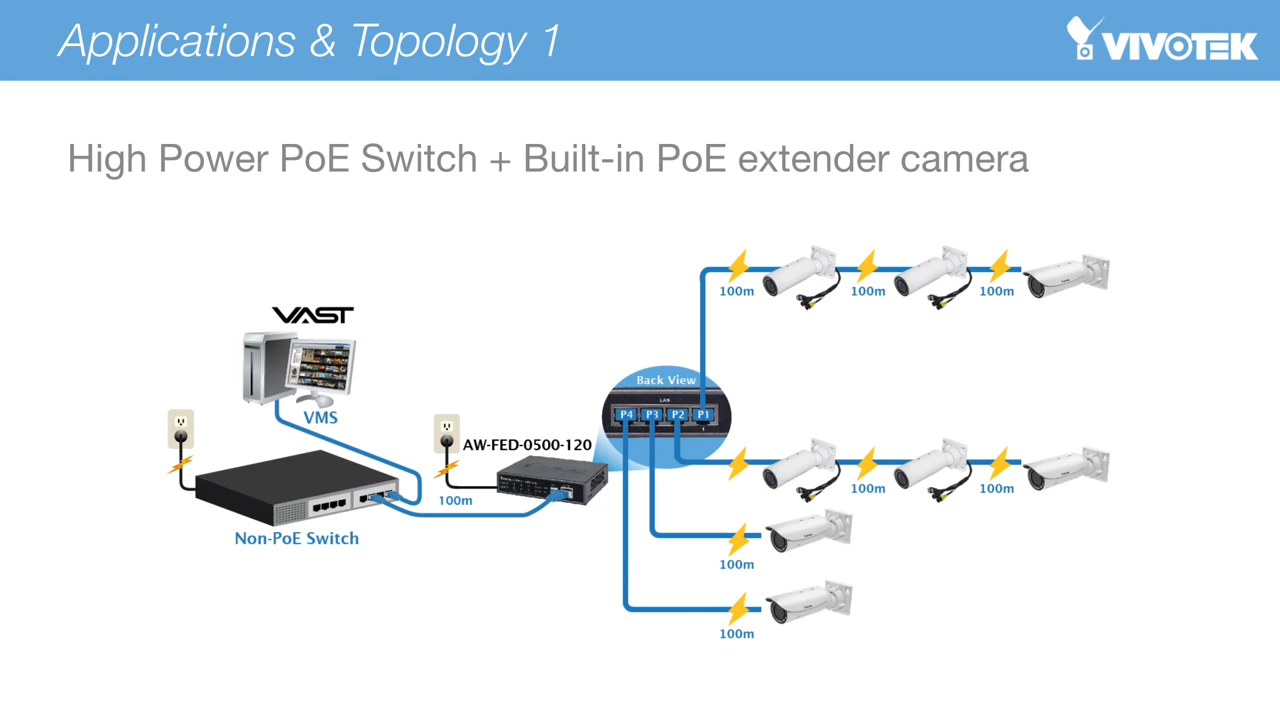 Applications & Topology 1
VIVOTEK
High Power PoE Switch + Built-in PoE extender camera
100m
100m
100m
VAST
VMS
Back View
LAN
P4
P3
P2
P1
1
AW-FED-0500-120
100m
Non-PoE Switch
100m
100m
100m
100m